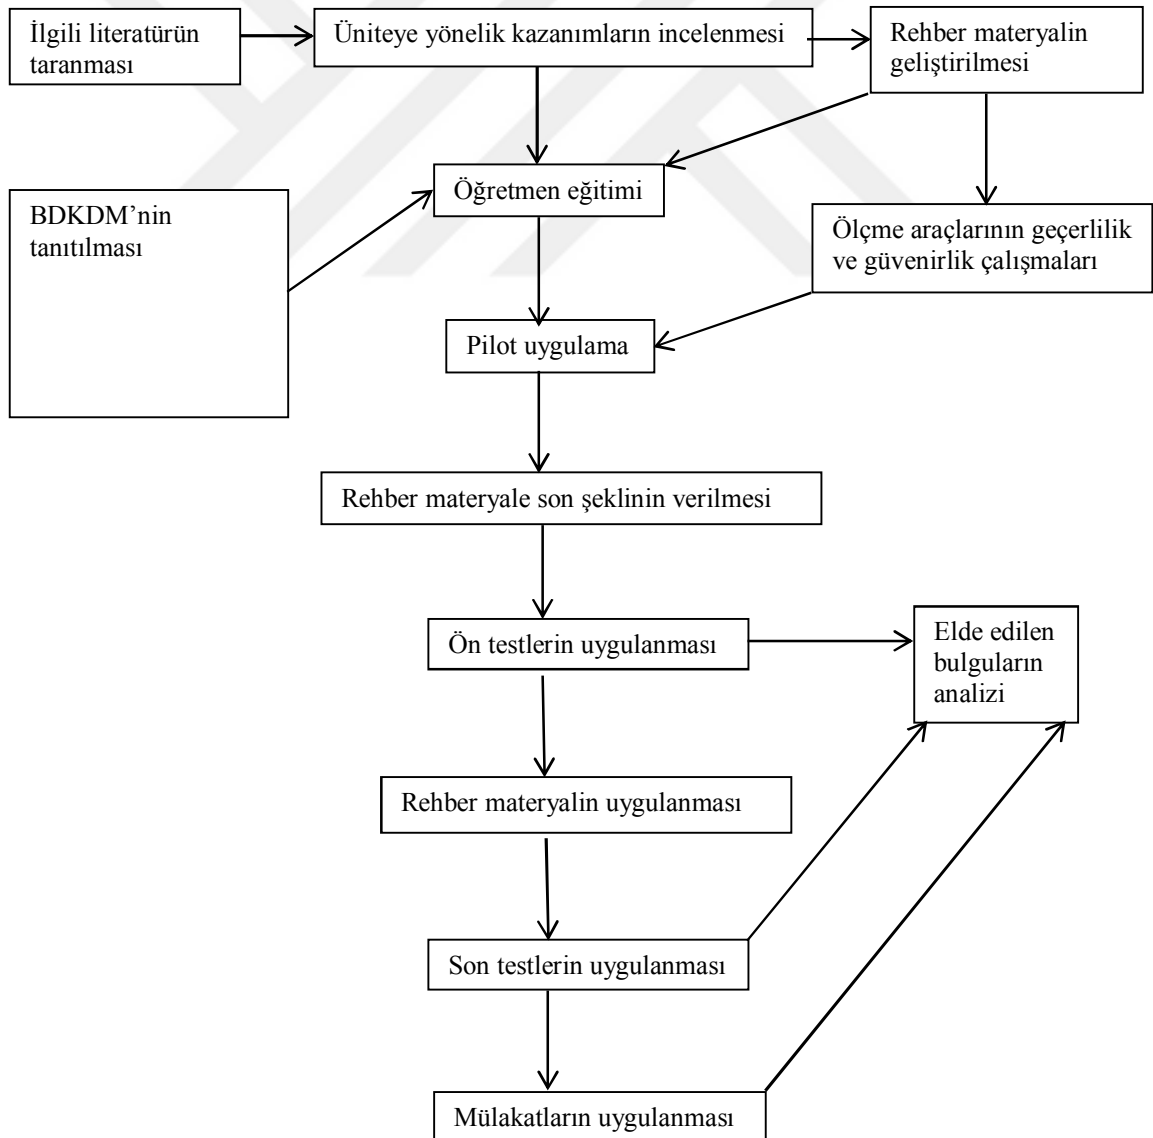 İlgili literatürün
taranması
Üniteye yönelik kazanımların incelenmesi
Rehber materyalin
geliştirilmesi
Öğretmen eğitimi
BDKDM’nin
tanıtılması
Ölçme araçlarının geçerlilik
ve güvenirlik çalışmaları
Pilot uygulama
Rehber materyale son şeklinin verilmesi
Ön testlerin uygulanması
Elde edilen
bulguların
analizi
Rehber materyalin uygulanması
Son testlerin uygulanması
Mülakatların uygulanması